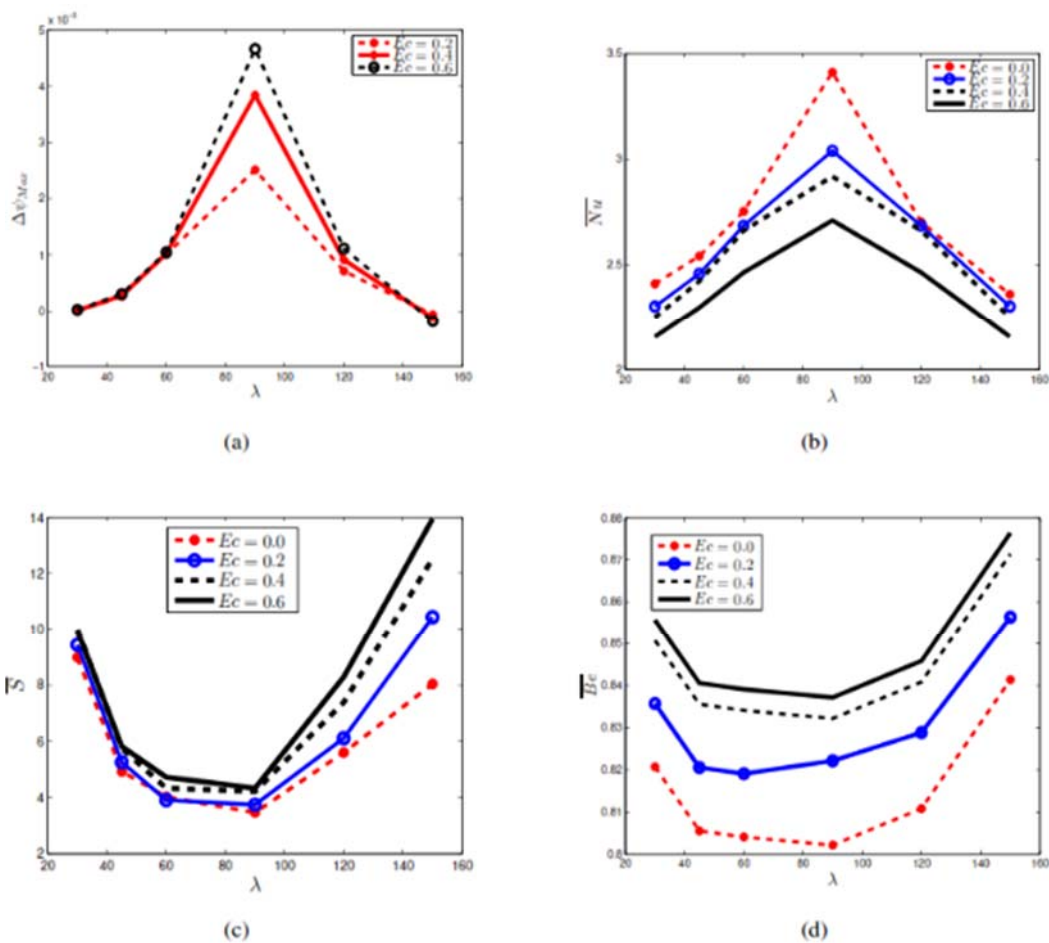 × 10⁻³
5
4
3
2
1
0
−1
20 40 60 80 100 120 140 160
Δψ_Max
λ
Ec = 0.2
Ec =
Ec = 0.6
(a)
3.5
3
2.5
2
20 40 60 80 100 120 140 160
Nu
λ
Ec = 0.0
Ec = 0.2
Ec = 0.4
Ec = 0.6
(b)
14
12
10
8
6
4
2
20 40 60 80 100 120 140 160
S
λ
Ec = 0.0
Ec = 0.2
Ec = 0.4
Ec = 0.6
(c)
0.88
0.87
0.86
0.85
0.84
0.83
0.82
0.81
0.8
20 40 60 80 100 120 140 160
Be
λ
Ec = 0.0
Ec = 0.2
Ec = 0.4
Ec = 0.6
(d)